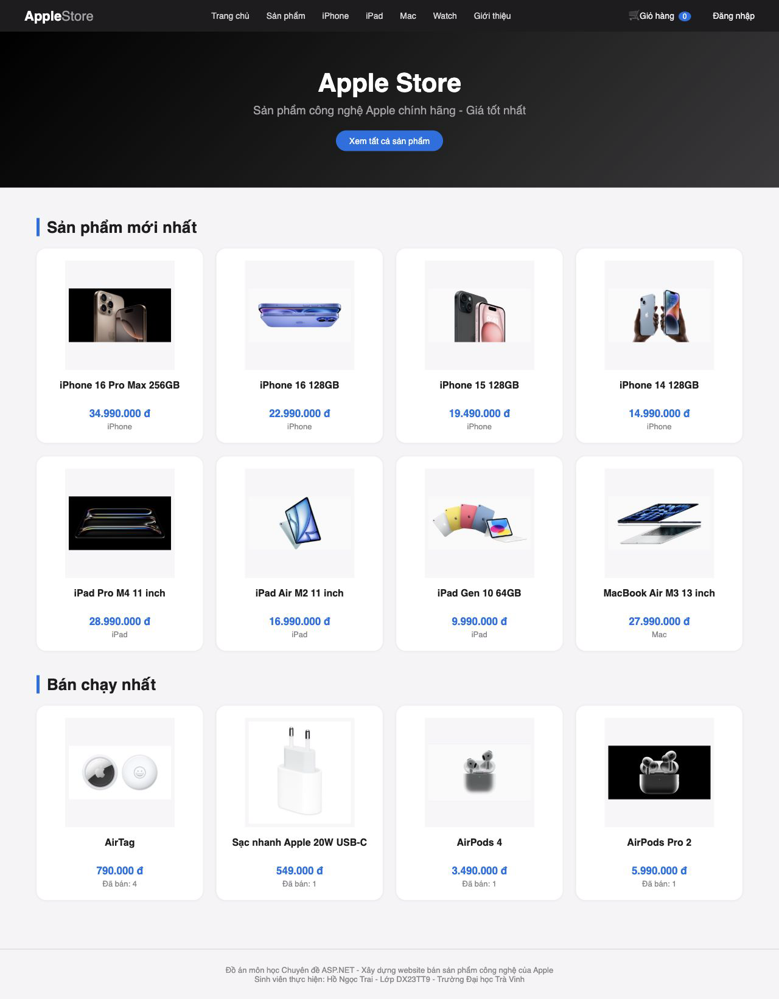 AppleStore
Trang chủ
Sản phẩm
iPhone
iPad
Mac
Watch
Giới thiệu
Giỏ hàng 0
Đăng nhập
Apple Store
Sản phẩm công nghệ Apple chính hãng - Giá tốt nhất
Xem tất cả sản phẩm
Sản phẩm mới nhất
iPhone 16 Pro Max 256GB
34.990.000 đ
iPhone
iPhone 16 128GB
22.990.000 đ
iPhone
iPhone 15 128GB
19.490.000 đ
iPhone
iPhone 14 128GB
14.990.000 đ
iPhone
iPad Pro M4 11 inch
28.990.000 đ
iPad
iPad Air M2 11 inch
16.990.000 đ
iPad
iPad Gen 10 64GB
9.990.000 đ
iPad
MacBook Air M3 13 inch
27.990.000 đ
Mac
Bán chạy nhất
AirTag
790.000 đ
Đã bán: 4
Sạc nhanh Apple 20W USB-C
549.000 đ
Đã bán: 1
AirPods 4
3.490.000 đ
Đã bán: 1
AirPods Pro 2
5.990.000 đ
Đã bán: 1
Đồ án môn học Chuyên đề ASP.NET - Xây dựng website bán sản phẩm công nghệ của Apple
Sinh viên thực hiện: Hồ Ngọc Trai - Lớp DX23TT9 - Trường Đại học Trà Vinh